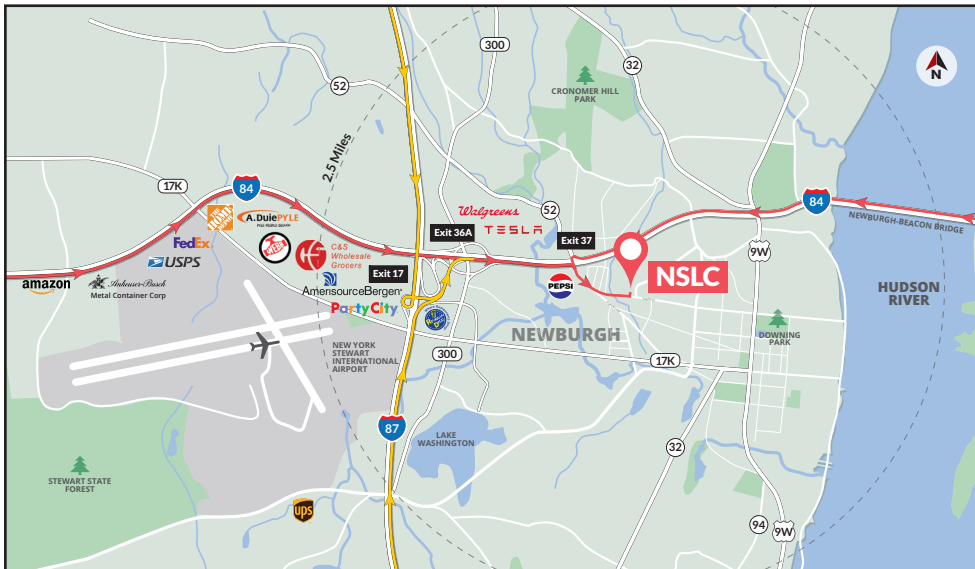 300
32
52
CRONOMER HILL
PARK
N
2.5 Miles
17K
84
THE HOME DEPOT
A.DuiePYLE
FedEx
USPS
amazon
Anheuser-Busch
Metal Container Corp
C&S
Wholesale
Grocers
Exit 17
AmerisourceBergen
Party City
Walgreens
TESLA
Exit 36A
52
Exit 37
PEPSI
NSLC
84
NEWBURGH-BEACON BRIDGE
9W
HUDSON
RIVER
NEWBURGH
DOWNING
PARK
NEW YORK
STEWART
INTERNATIONAL
AIRPORT
300
17K
87
LAKE
WASHINGTON
32
STEWART STATE
FOREST
ups
94
9W